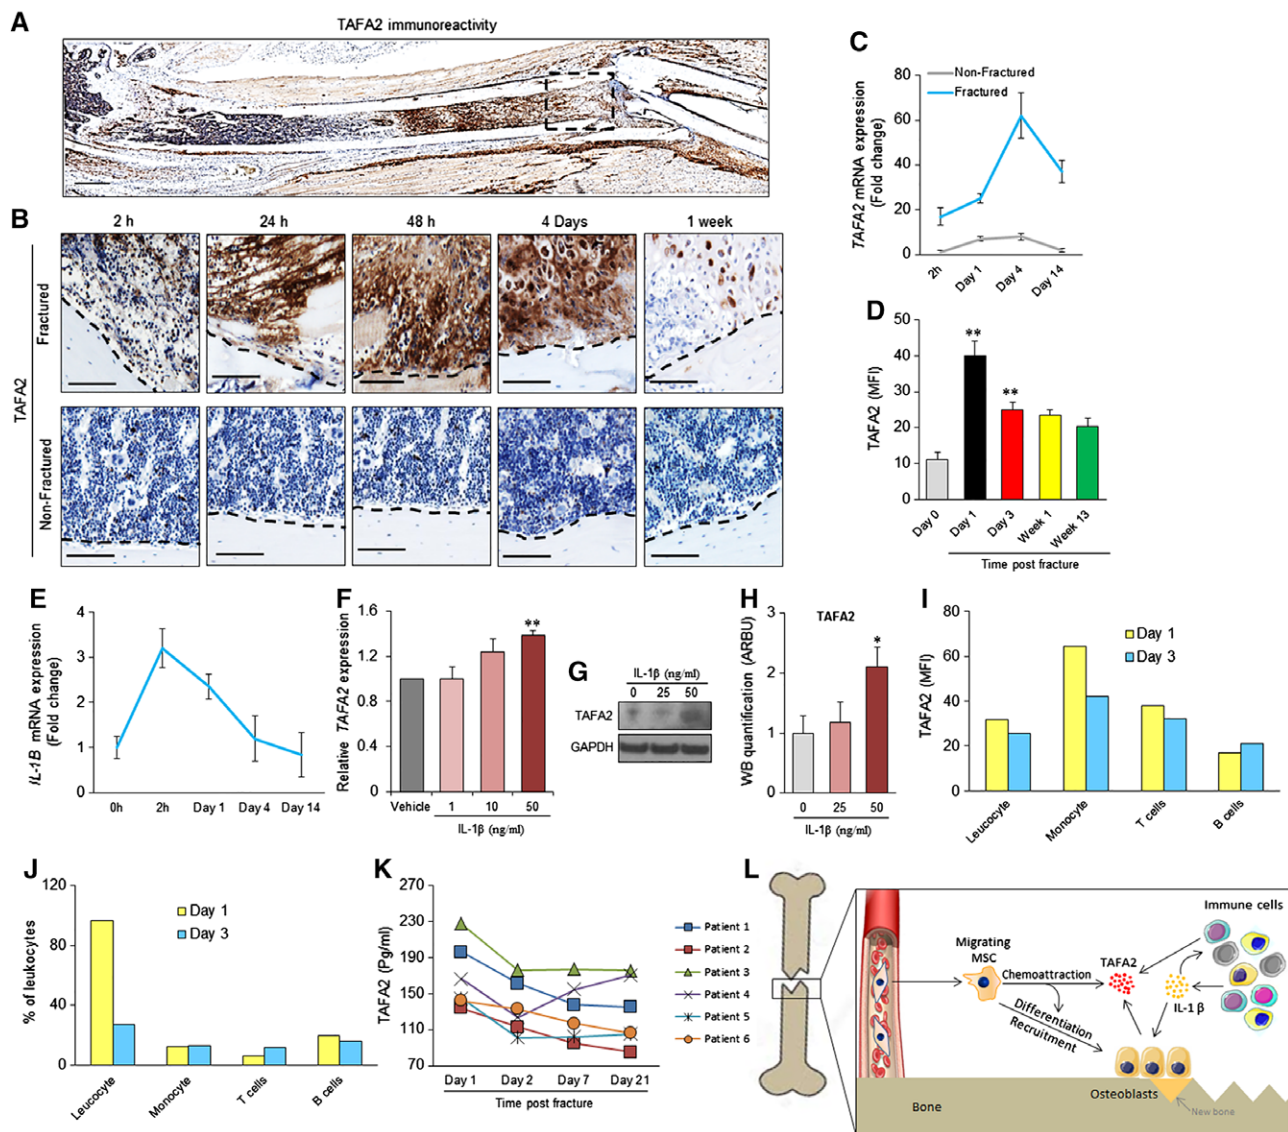 A
TAFA2 immunoreactivity
B
2 h
24 h
48 h
4 Days
1 week
TAFA2
Fractured
Non-Fractured
C
TAFA2 mRNA expression
(Fold change)
80
60
40
20
0
Non-Fractured
Fractured
2h
Day 1
Day 4
Day 14
D
TAFA2 (MFI)
50
40
30
20
10
0
**
**
Day 0
Day 1
Day 3
Week 1
Week 13
Time post fracture
E
IL-1B mRNA expression
(Fold change)
4
3
2
1
0
0h
2h
Day 1
Day 4
Day 14
F
Relative TAFA2 expression
1.6
1.2
0.8
0.4
0
**
Vehicle
1
10
50
IL-1β (ng/ml)
G
IL-1β (ng/ml)
0
25
50
TAFA2
GAPDH
H
TAFA2
WB quantification (ARBU)
3
2
1
0
*
0
25
50
IL-1β (ng/ml)
I
TAFA2 (MFI)
80
60
40
20
0
Day 1
Day 3
Leucocyte
Monocyte
T cells
B cells
J
% of leukocytes
120
80
40
0
Day 1
Day 3
Leucocyte
Monocyte
T cells
B cells
K
TAFA2 (Pg/ml)
270
230
190
150
110
70
Day 1
Day 2
Day 7
Day 21
Time post fracture
Patient 1
Patient 2
Patient 3
Patient 4
Patient 5
Patient 6
L
Immune cells
Migrating
MSC
Chemoattraction
TAFA2
IL-1 β
Differentiation
Recruitment
Osteoblasts
Bone
New bone